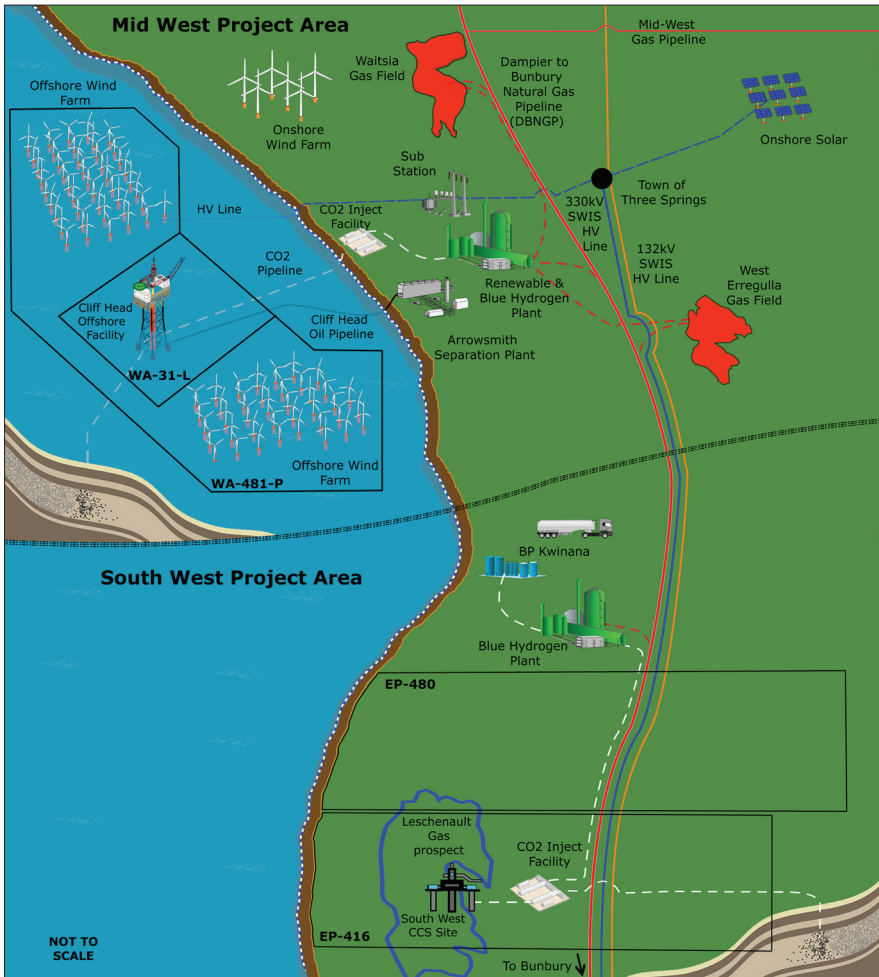 Mid West Project Area
Mid-West
Gas Pipeline
Waitsia
Gas Field
Dampier to
Bunbury
Natural Gas
Pipeline
(DBNGP)
Offshore Wind
Farm
Onshore
Wind Farm
Onshore Solar
Sub
Station
Town of
Three Springs
HV Line
CO2 Inject
Facility
330kV
SWIS
HV
Line
132kV
SWIS
HV Line
CO2
Pipeline
Renewable &
Blue Hydrogen
Plant
West
Erregulla
Gas Field
Cliff Head
Offshore
Facility
Cliff Head
Oil Pipeline
Arrowsmith
Separation Plant
WA-31-L
Offshore Wind
Farm
WA-481-P
BP Kwinana
South West Project Area
Blue Hydrogen
Plant
EP-480
Leschenault
Gas
prospect
CO2 Inject
Facility
South West
CCS Site
EP-416
NOT TO
SCALE
To Bunbury